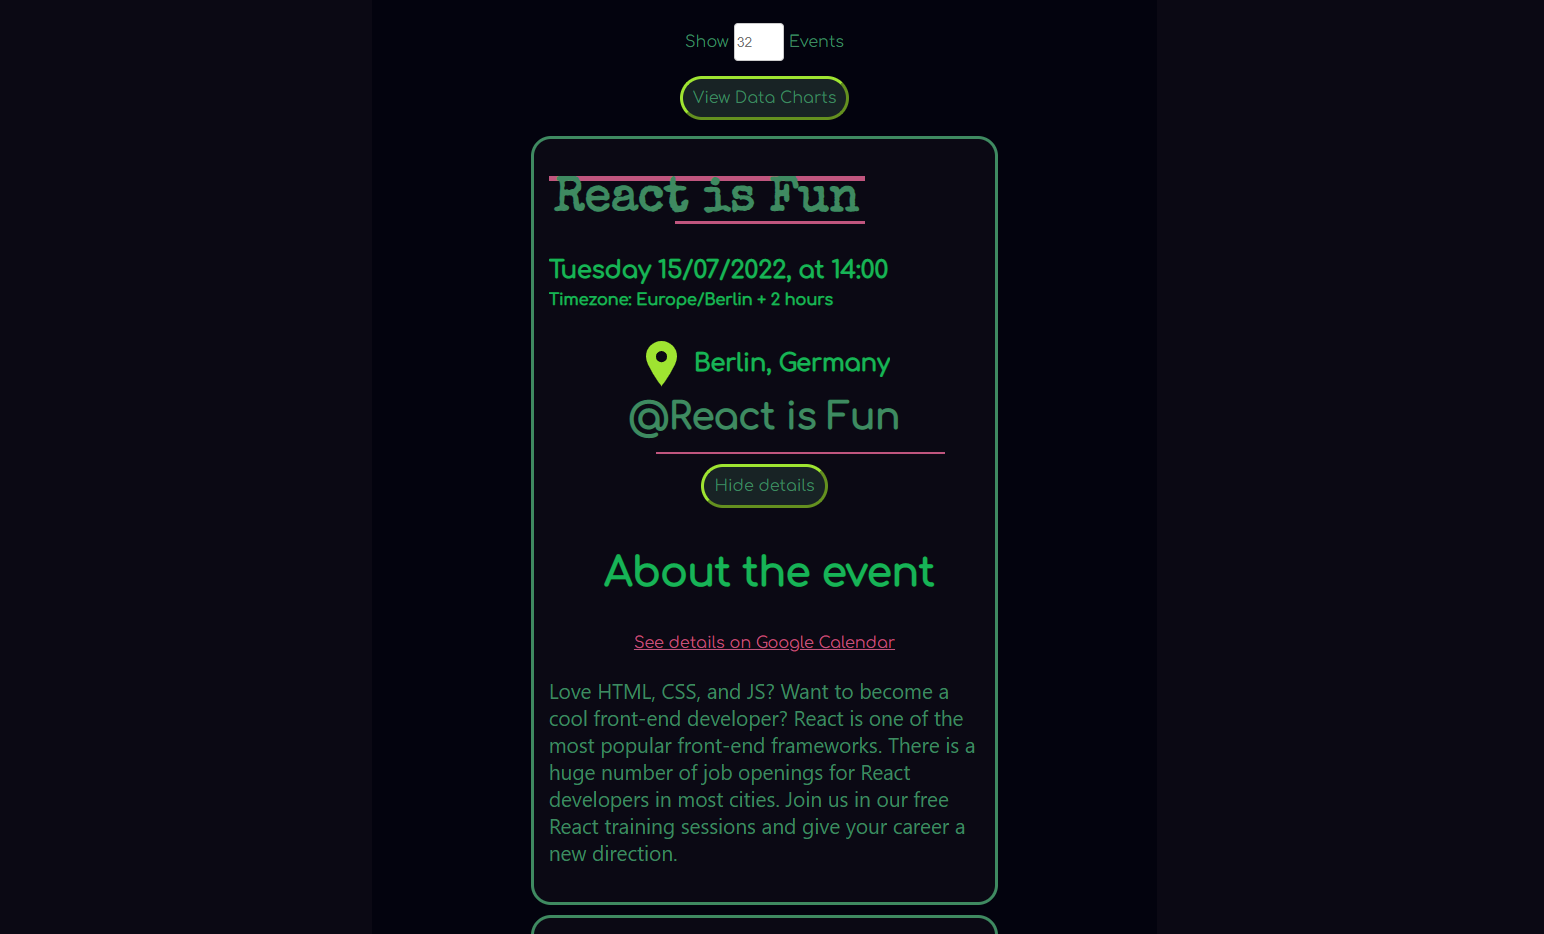 Show 32 Events
View Data Charts
React is Fun
Tuesday 15/07/2022, at 14:00
Timezone: Europe/Berlin + 2 hours
Berlin, Germany
@React is Fun
Hide details
About the event
See details on Google Calendar
Love HTML, CSS, and JS? Want to become a
cool front-end developer? React is one of the
most popular front-end frameworks. There is a
huge number of job openings for React
developers in most cities. Join us in our free
React training sessions and give your career a
new direction.